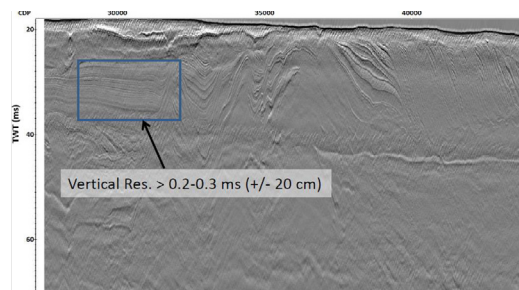 CDP 30000 35000 40000
20
40
60
TWT (ms)
Vertical Res. > 0.2-0.3 ms (+/- 20 cm)